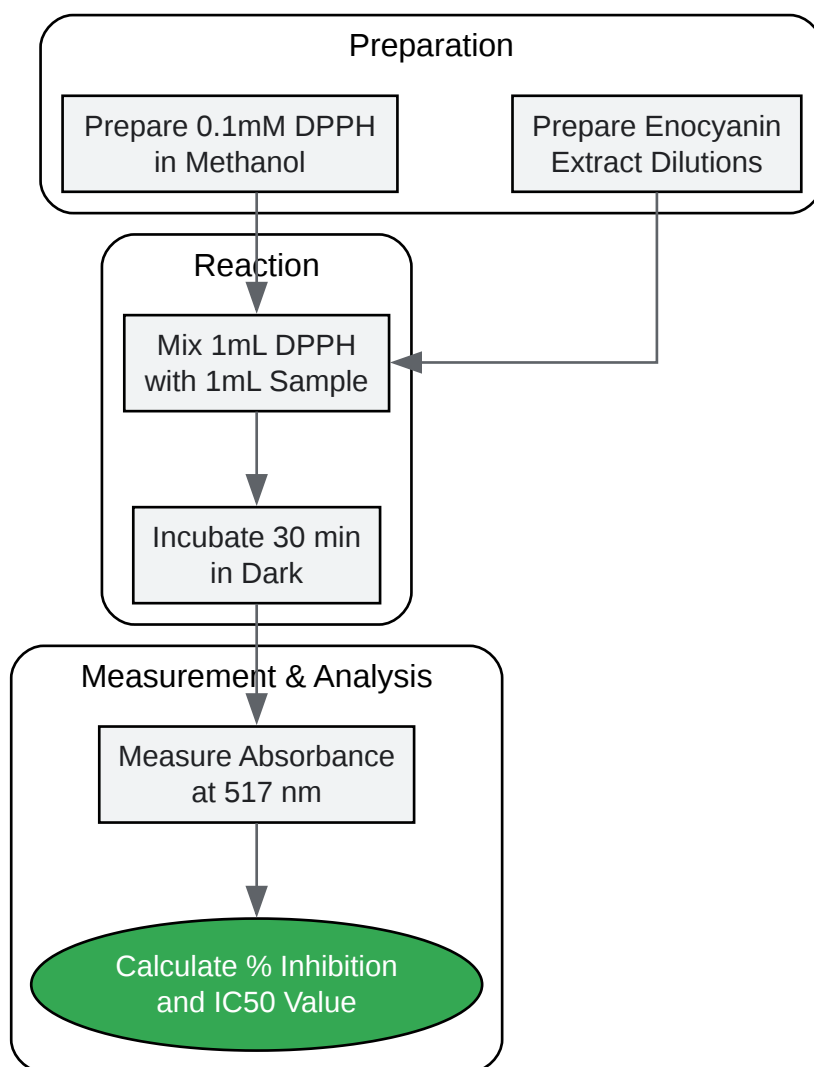 Preparation
Prepare 0.1mM DPPH
in Methanol
Prepare Enocyanin
Extract Dilutions
Reaction
Mix 1mL DPPH
with 1mL Sample
Incubate 30 min
in Dark
Measurement & Analysis
Measure Absorbance
at 517 nm
Calculate % Inhibition
and IC50 Value